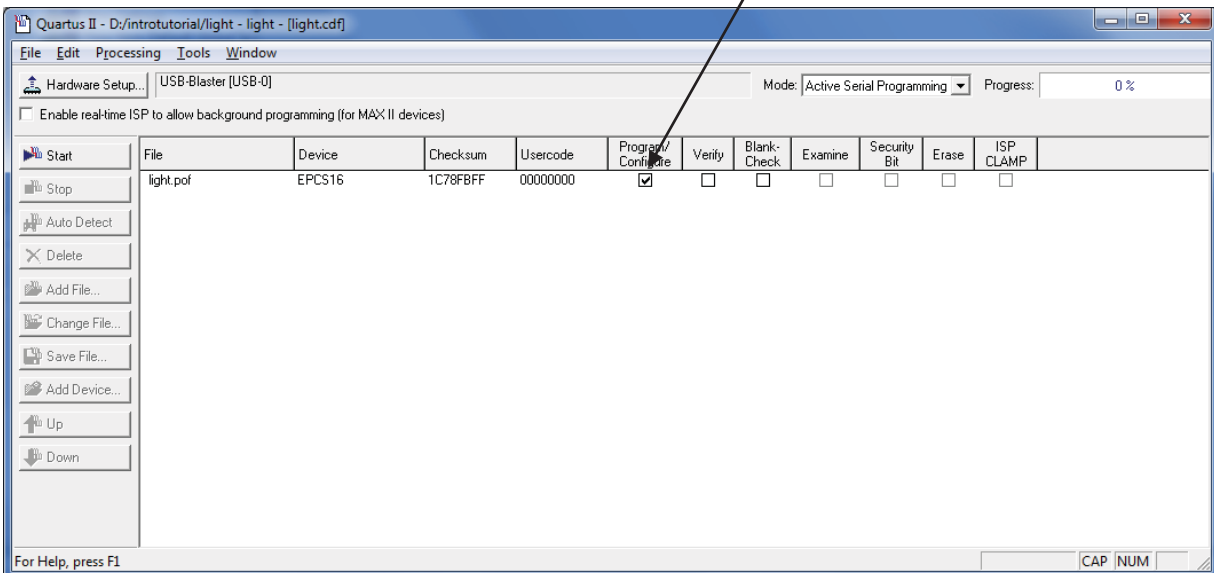 Quartus II - D:/introtutorial/light - light - [light.cdf]
File Edit Processing Tools Window
Hardware Setup... USB-Blaster [USB-0] Mode: Active Serial Programming Progress: 0 %
Enable real-time ISP to allow background programming (for MAX II devices)
Start
Stop
Auto Detect
Delete
Add File...
Change File...
Save File...
Add Device...
Up
Down
File Device Checksum Usercode Program/ Configure Verify Blank- Check Examine Security Bit Erase ISP CLAMP
light.pof EPCS16 1C78FBFF 00000000
For Help, press F1 CAP NUM